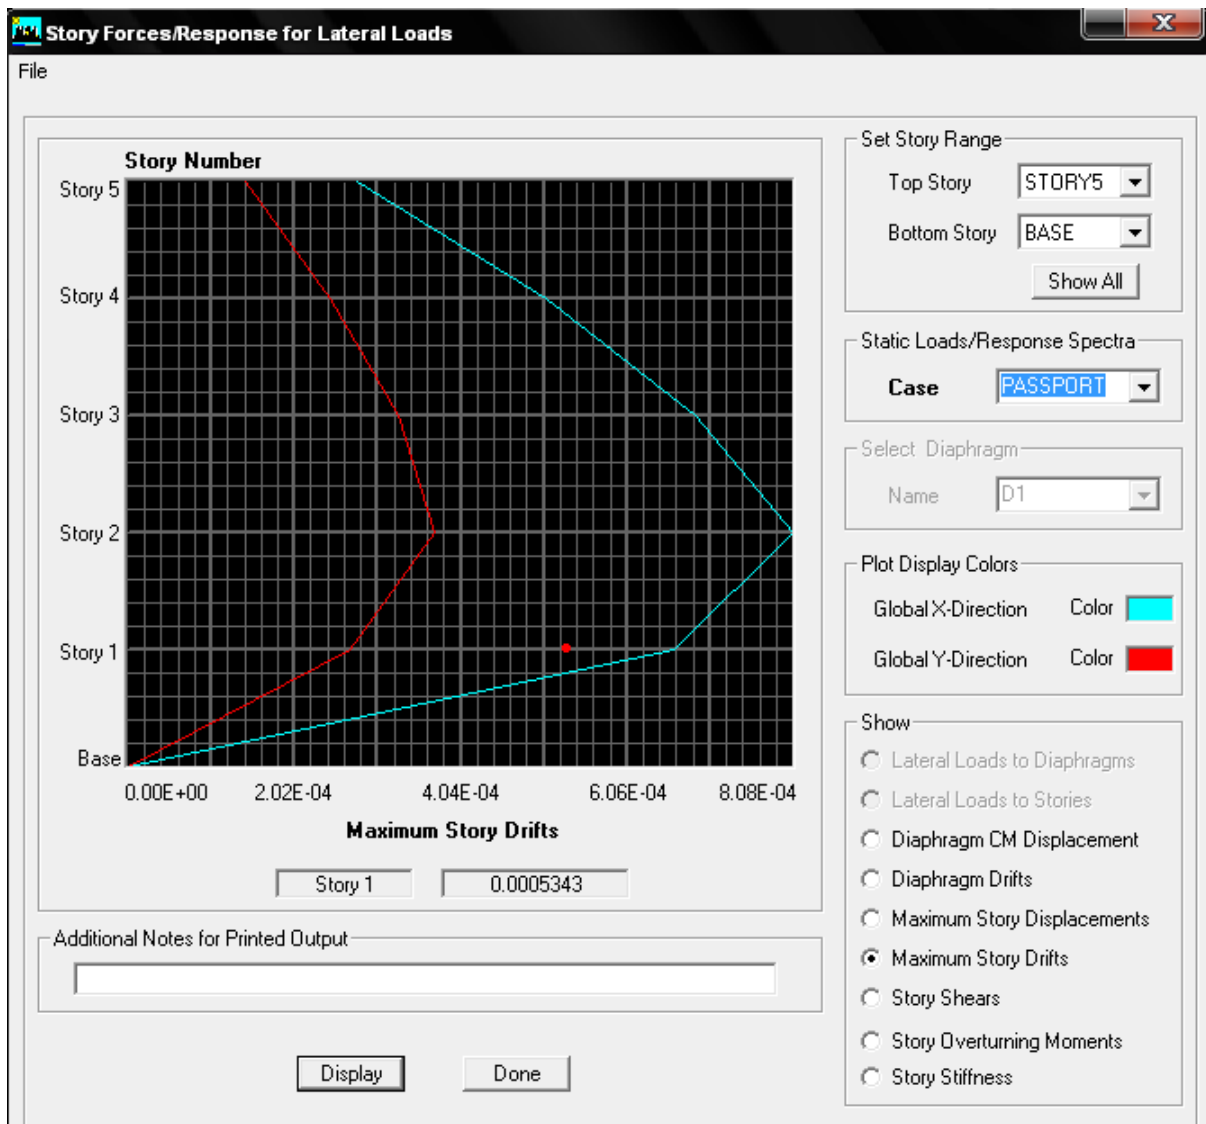 Story Forces/Response for Lateral Loads
File
Story Number
Story 5
Story 4
Story 3
Story 2
Story 1
Base
0.00E+00 2.02E-04 4.04E-04 6.06E-04 8.08E-04
Maximum Story Drifts
Story 1 0.0005343
Additional Notes for Printed Output
Display Done
Set Story Range
Top Story STORY5
Bottom Story BASE
Show All
Static Loads/Response Spectra
Case PASSPORT
Select Diaphragm
Name D1
Plot Display Colors
Global X-Direction Color
Global Y-Direction Color
Show
Lateral Loads to Diaphragms
Lateral Loads to Stories
Diaphragm CM Displacement
Diaphragm Drifts
Maximum Story Displacements
Maximum Story Drifts
Story Shears
Story Overturning Moments
Story Stiffness